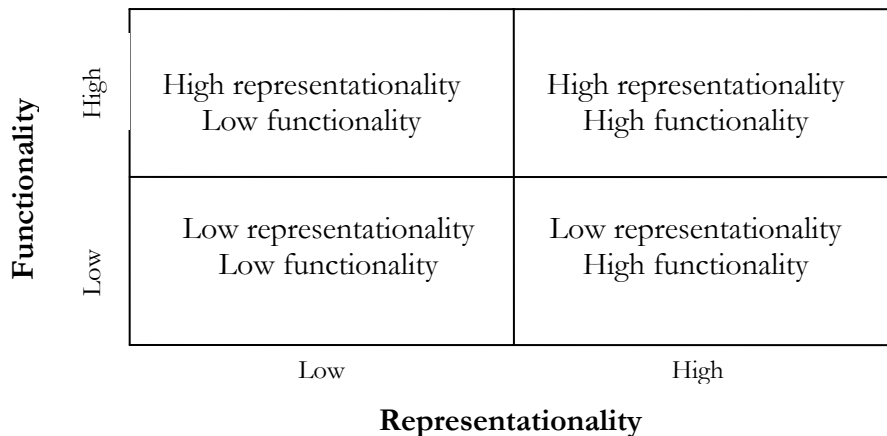 Functionality
High
High representationality
Low functionality
High representationality
High functionality
Low
Low representationality
Low functionality
Low representationality
High functionality
Low
High
Representationality